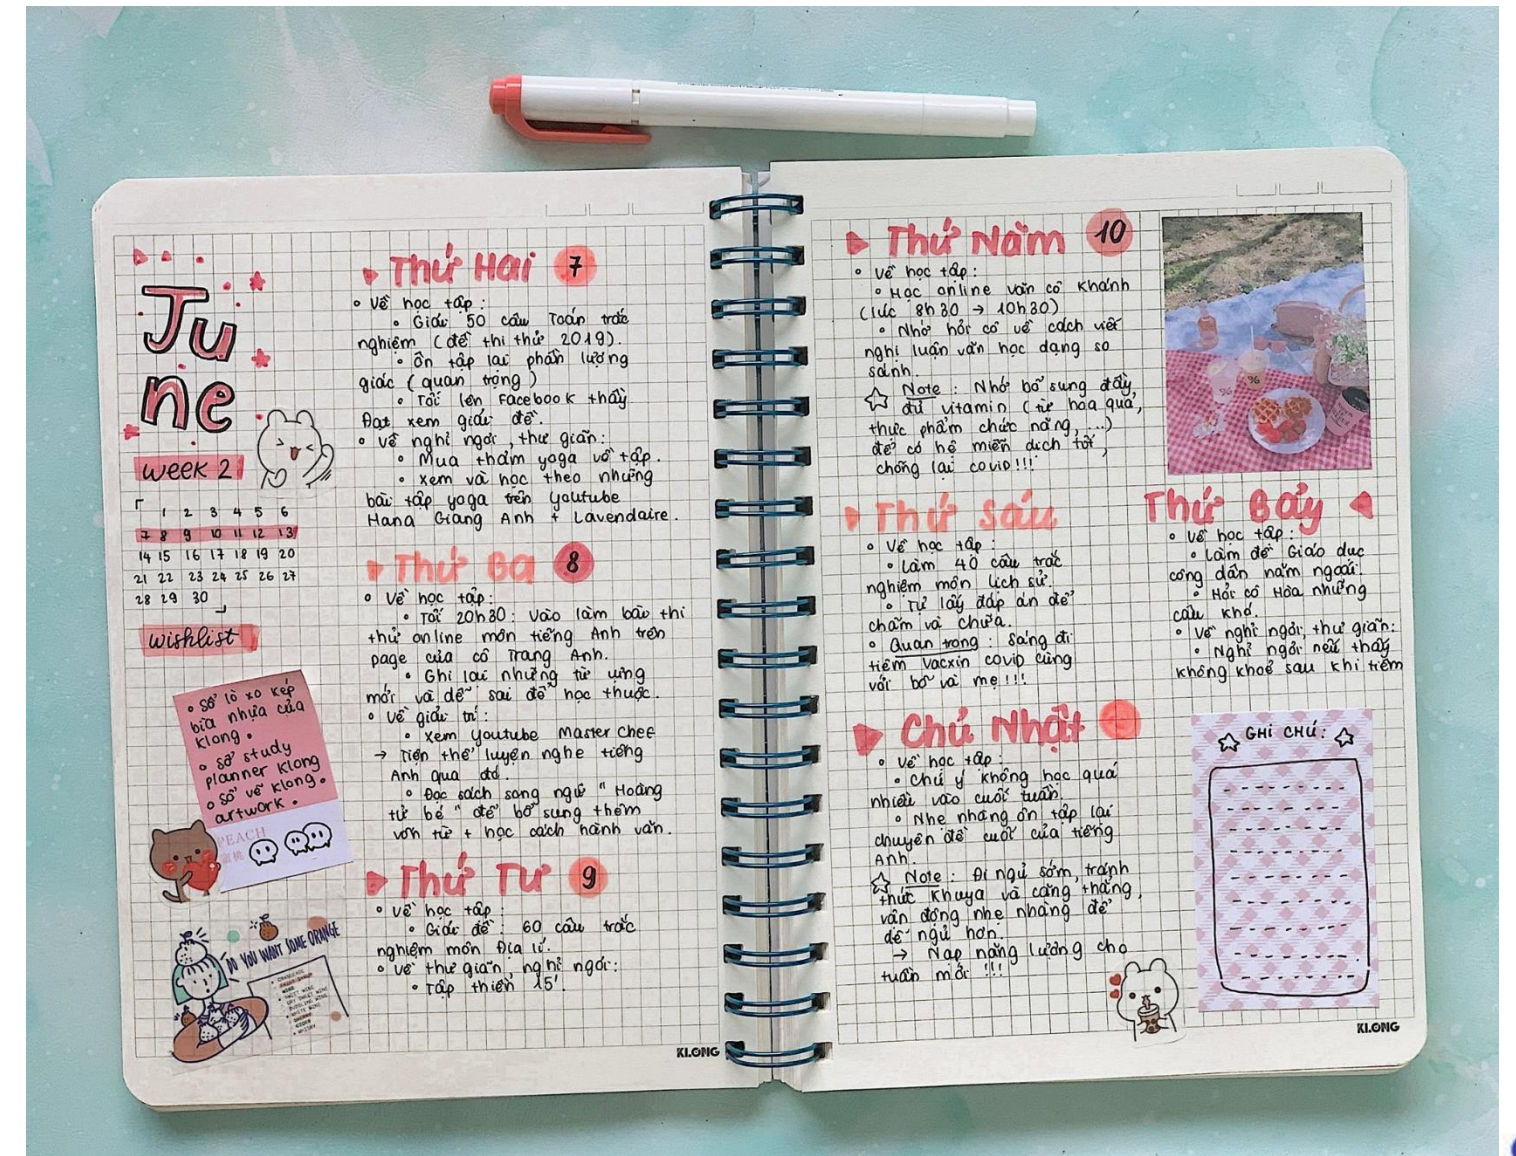 June
week 2
1 2 3 4 5 6
7 8 9 10 11 12 13
14 15 16 17 18 19 20
21 22 23 24 25 26 27
28 29 30
wishlist
• Sổ lò xo kép
bìa nhựa của
Klong.
• Sổ study
planner Klong
• Sổ vẽ Klong.
artwork.
PEACH
DO YOU WANT SOME ORANGE
Thứ Hai 7
• Về học tập:
• Giải 50 câu Toán trắc
nghiệm (đề thi thử 2019).
• Ôn tập lại phần lượng
giác (quan trọng)
• Tối lên Facebook thầy
Đạt xem giải đề.
• Về nghỉ ngơi, thư giãn:
• Mua thảm yoga về tập.
• Xem và học theo những
bài tập yoga trên youtube
Hana Giang Anh + Lavendaire.
Thứ Ba 8
• Về học tập:
• Tối 20h30: Vào làm bài thi
thử online môn tiếng Anh trên
page của cô Trang Anh.
• Ghi lại những từ vựng
mới và dễ sai để học thuộc.
• Về giải trí:
• Xem Youtube Master Chef
→ Tiện thể luyện nghe tiếng
Anh qua đó.
• Đọc sách song ngữ "Hoàng
tử bé" để bổ sung thêm
vốn từ + học cách hành văn.
Thứ Tư 9
• Về học tập:
• Giải đề: 60 câu trắc
nghiệm môn Địa lí.
• Về thư giãn, nghỉ ngơi:
• Tập thiền 15'.
KLONG
Thứ Năm 10
• Về học tập:
• Học online văn cô Khánh
(lúc 8h30 → 10h30)
• Nhớ hỏi cô về cách viết
nghị luận văn học dạng so
sánh.
☆ Note: Nhớ bổ sung đầy
đủ vitamin (từ hoa quả,
thực phẩm chức năng,...)
để có hệ miễn dịch tốt,
chống lại covid!!!
Thứ Sáu
• Về học tập:
• Làm 40 câu trắc
nghiệm môn lịch sử.
• Tự lấy đáp án để
chấm và chữa.
• Quan trọng: Sáng đi
tiêm vacxin covid cùng
với bố và mẹ!!!
Chủ Nhật
• Về học tập:
• Chú ý không học quá
nhiều vào cuối tuần.
• Nhẹ nhàng ôn tập lại
chuyên đề cuối của tiếng
Anh.
☆ Note: Đi ngủ sớm, tránh
thức khuya và căng thẳng,
vận động nhẹ nhàng để
dễ ngủ hơn.
→ Nạp năng lượng cho
tuần mới!!!
Thứ Bảy
• Về học tập:
• Làm đề Giáo dục
công dân năm ngoái.
• Hỏi cô Hòa những
câu khó.
• Về nghỉ ngơi, thư giãn:
• Nghỉ ngơi nếu thấy
không khoẻ sau khi tiêm
☆ GHI CHÚ: ☆
KLONG